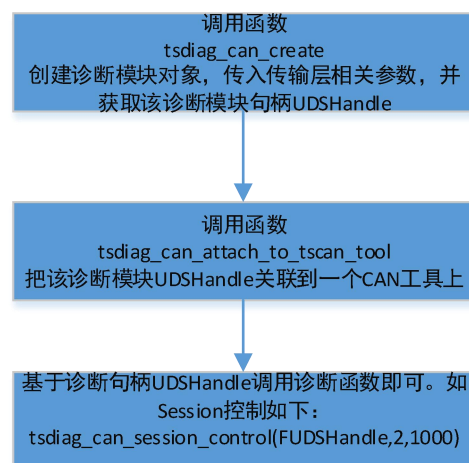 调用函数
tsdiag_can_create
创建诊断模块对象，传入传输层相关参数，并
获取该诊断模块句柄UDSHandle
调用函数
tsdiag_can_attach_to_tscan_tool
把该诊断模块UDSHandle关联到一个CAN工具上
基于诊断句柄UDSHandle调用诊断函数即可。如
Session控制如下：
tsdiag_can_session_control(FUDSHandle,2,1000)